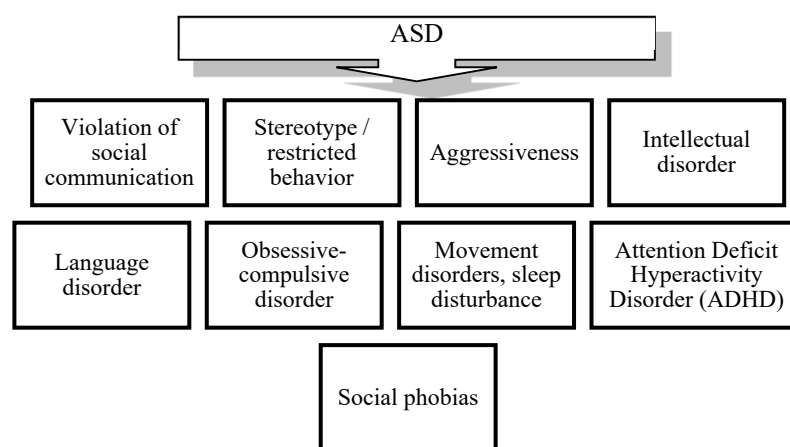 ASD
Violation of
social
communication
Stereotype /
restricted
behavior
Aggressiveness
Intellectual
disorder
Language
disorder
Obsessive-
compulsive
disorder
Movement
disorders, sleep
disturbance
Attention Deficit
Hyperactivity
Disorder (ADHD)
Social phobias